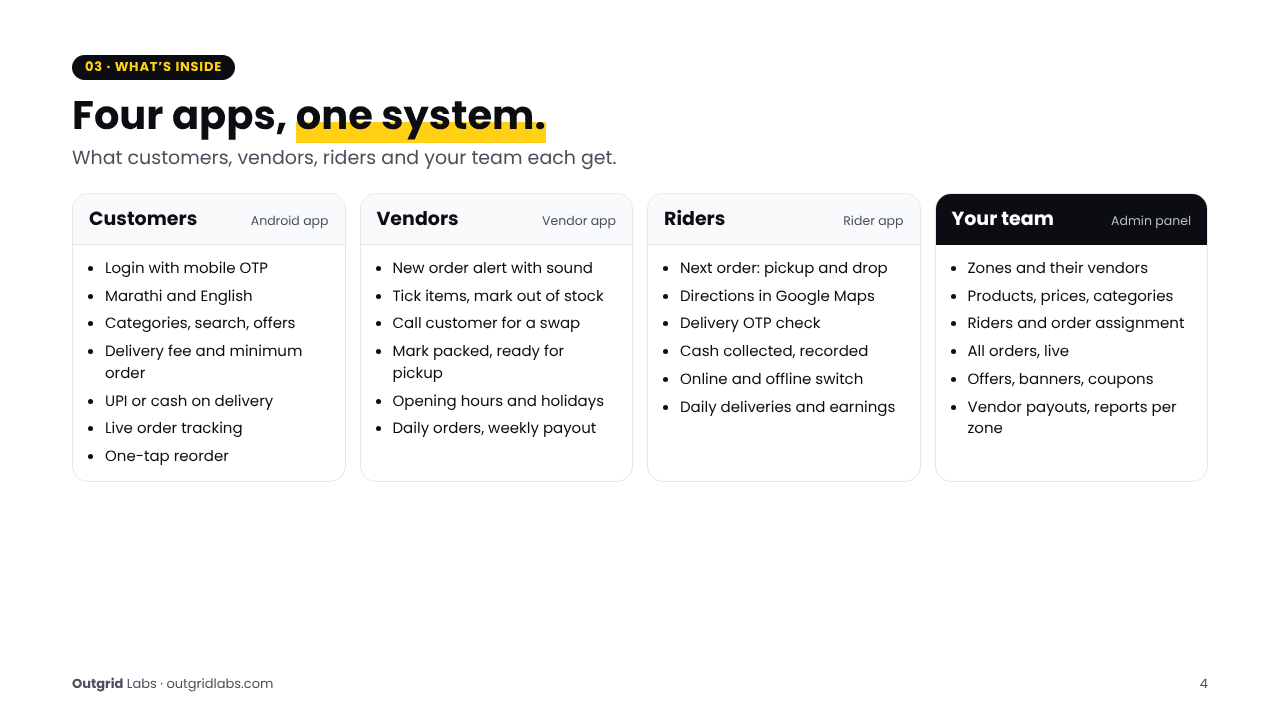 03 · WHAT’S INSIDE
Four apps, one system.
What customers, vendors, riders and your team each get.
Customers Android app
Login with mobile OTP
Marathi and English
Categories, search, offers
Delivery fee and minimum
order
UPI or cash on delivery
Live order tracking
One-tap reorder
Vendors Vendor app
New order alert with sound
Tick items, mark out of stock
Call customer for a swap
Mark packed, ready for
pickup
Opening hours and holidays
Daily orders, weekly payout
Riders Rider app
Next order: pickup and drop
Directions in Google Maps
Delivery OTP check
Cash collected, recorded
Online and offline switch
Daily deliveries and earnings
Your team Admin panel
Zones and their vendors
Products, prices, categories
Riders and order assignment
All orders, live
Offers, banners, coupons
Vendor payouts, reports per
zone
Outgrid Labs · outgridlabs.com
4